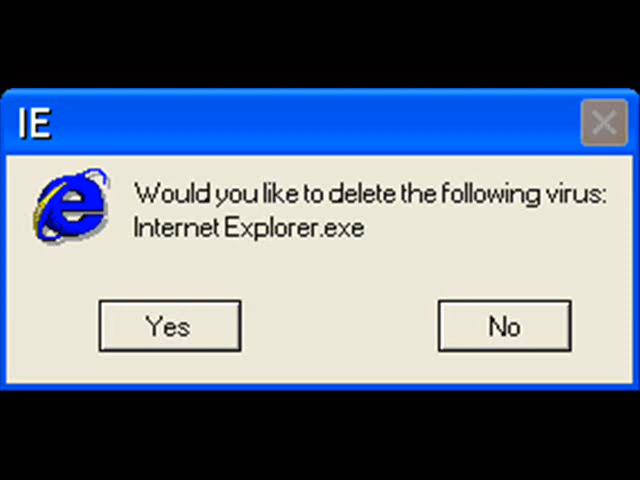 IE
Would you like to delete the following virus:
Internet Explorer.exe
Yes No